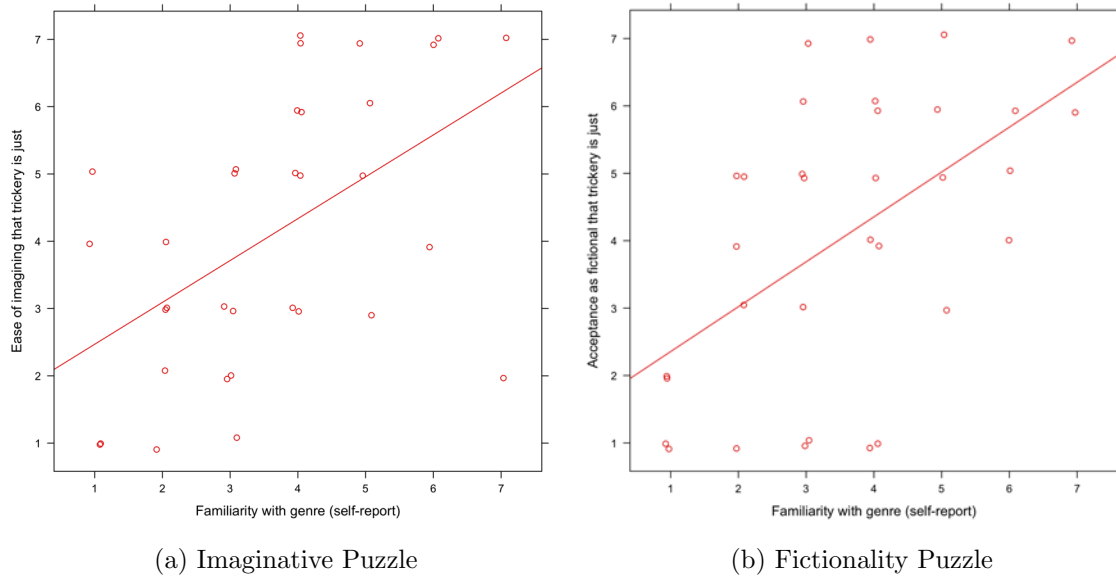 7
6
5
4
3
2
1
Ease of imagining that trickery is just
1 2 3 4 5 6 7
Familiarity with genre (self-report)
(a) Imaginative Puzzle
7
6
5
4
3
2
1
Acceptance as fictional that trickery is just
1 2 3 4 5 6 7
Familiarity with genre (self-report)
(b) Fictionality Puzzle